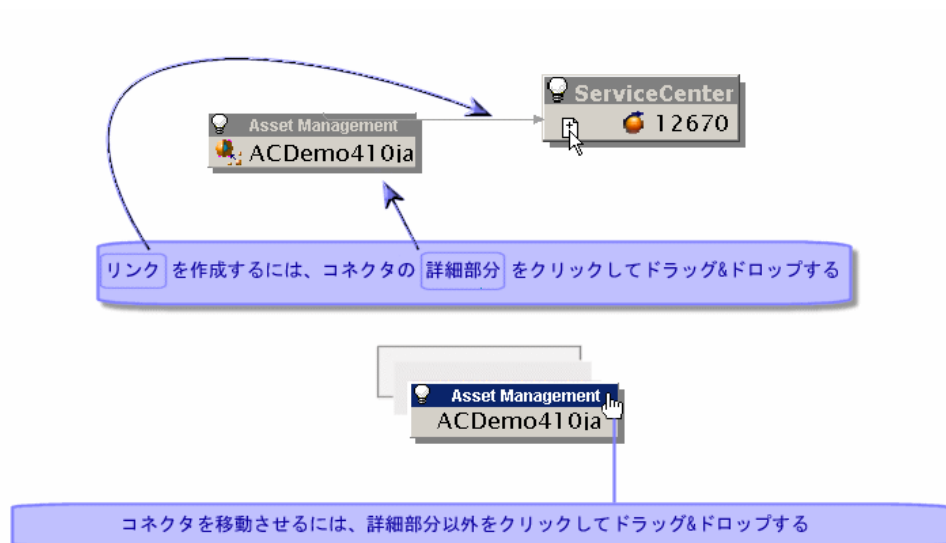 ServiceCenter
12670
Asset Management
ACDemo410ja
リンク を作成するには、コネクタの 詳細部分 をクリックしてドラッグ&ドロップする
Asset Management
ACDemo410ja
コネクタを移動させるには、詳細部分以外をクリックしてドラッグ&ドロップする